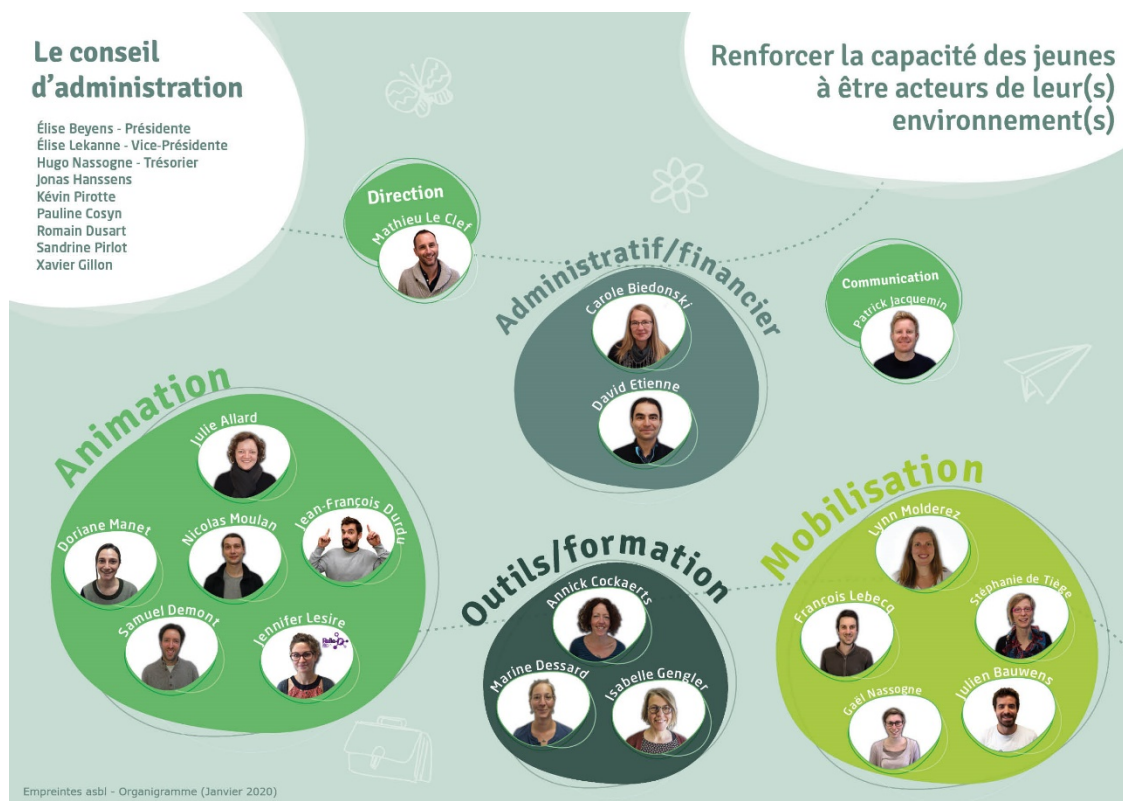 Le conseil
d’administration
Élise Beyens - Présidente
Élise Lekanne - Vice-Présidente
Hugo Nassogne - Trésorier
Jonas Hanssens
Kévin Pirotte
Pauline Cosyn
Romain Dusart
Sandrine Pirlot
Xavier Gillon
Renforcer la capacité des jeunes
à être acteurs de leur(s)
environnement(s)
Direction
Mathieu Le Clef
Administratif/financier
Carole Biedonski
David Etienne
Communication
Patrick Jacquemin
Animation
Julie Allard
Doriane Manet
Nicolas Moulan
Jean-François Durdu
Samuel Demont
Jennifer Lesire
Outils/formation
Annick Cockaerts
Marine Dessard
Isabelle Gengler
Mobilisation
Lynn Molderez
François Lebecq
Stéphanie de Tiège
Gaël Nassogne
Julien Bauwens
Empreintes asbl - Organigramme (Janvier 2020)